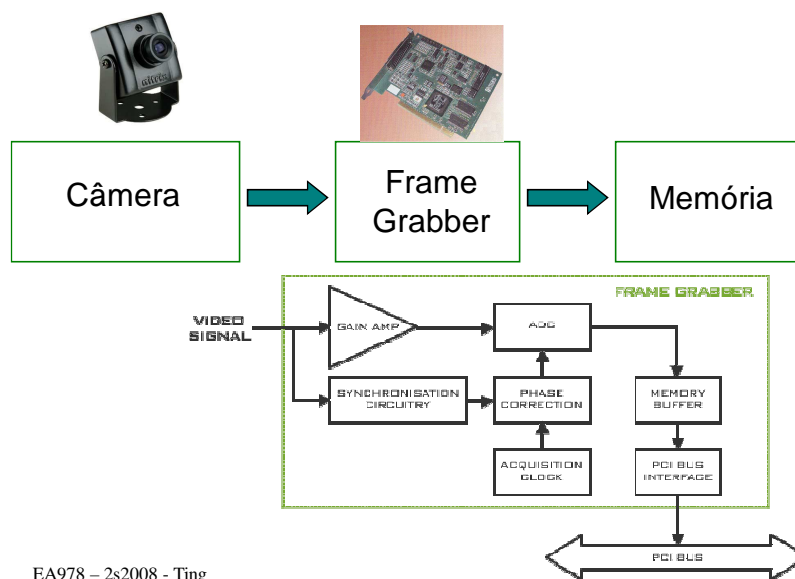 Câmera
Frame
Grabber
Memória
FRAME GRABBER
VIDEO
SIGNAL
GAIN AMP
ADC
SYNCHRONISATION
CIRCUITRY
PHASE
CORRECTION
MEMORY
BUFFER
ACQUISITION
CLOCK
PCI BUS
INTERFACE
PCI BUS
EA978 – 2s2008 - Ting